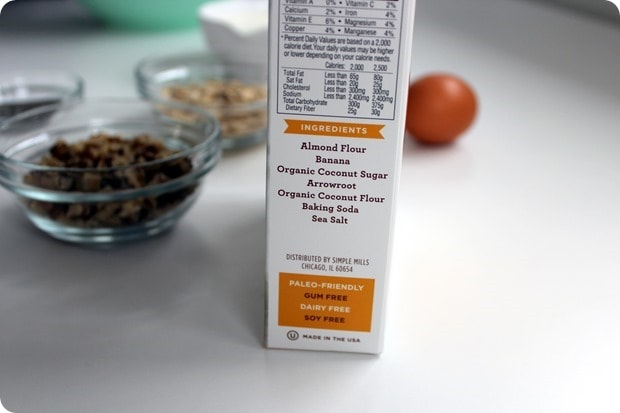 Vitamin A 0% • Vitamin C 2%
Calcium 2% • Iron 4%
Vitamin E 6% • Magnesium 4%
Copper 4% • Manganese 4%
*Percent Daily Values are based on a 2,000
calorie diet. Your daily values may be higher
or lower depending on your calorie needs.
Calories: 2,000 2,500
Total Fat Less than 65g 80g
Sat Fat Less than 20g 25g
Cholesterol Less than 300mg 300mg
Sodium Less than 2,400mg 2,400mg
Total Carbohydrate 300g 375g
Dietary Fiber 25g 30g
INGREDIENTS
Almond Flour
Banana
Organic Coconut Sugar
Arrowroot
Organic Coconut Flour
Baking Soda
Sea Salt
DISTRIBUTED BY SIMPLE MILLS
CHICAGO, IL 60654
PALEO-FRIENDLY
GUM FREE
DAIRY FREE
SOY FREE
U MADE IN THE USA